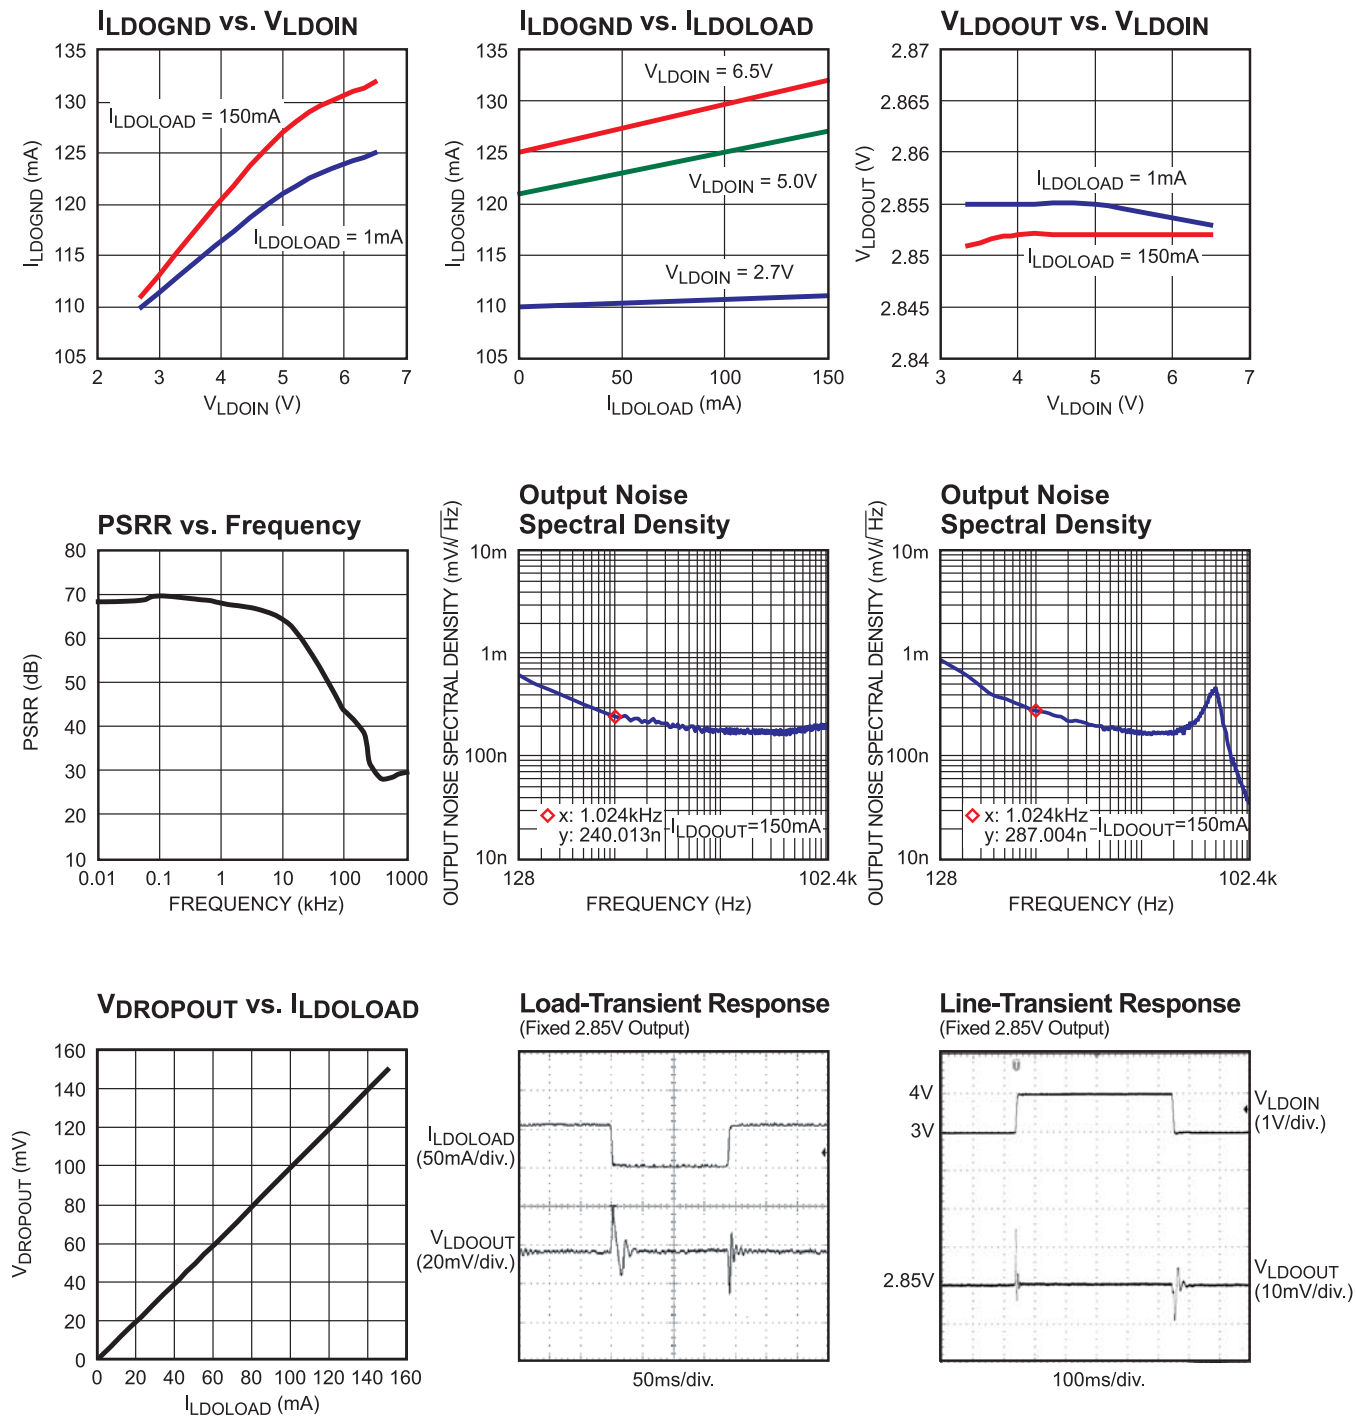 ILDOGND vs. VLDOIN
135
130
125
120
115
110
105
ILDOGND (mA)
ILDOLOAD = 150mA
ILDOLOAD = 1mA
2 3 4 5 6 7
VLDOIN (V)
ILDOGND vs. ILDOLOAD
135
130
125
120
115
110
105
ILDOGND (mA)
VLDOIN = 6.5V
VLDOIN = 5.0V
VLDOIN = 2.7V
0 50 100 150
ILDOLOAD (mA)
VLDOOUT vs. VLDOIN
2.87
2.865
2.86
2.855
2.85
2.845
2.84
VLDOOUT (V)
ILDOLOAD = 1mA
ILDOLOAD = 150mA
3 4 5 6 7
VLDOIN (V)
PSRR vs. Frequency
80
70
60
50
40
30
20
10
PSRR (dB)
0.01 0.1 1 10 100 1000
FREQUENCY (kHz)
Output Noise
Spectral Density
OUTPUT NOISE SPECTRAL DENSITY (mV/√Hz)
10m
1m
100n
10n
x: 1.024kHz
y: 240.013n
ILDOOUT=150mA
128 102.4k
FREQUENCY (Hz)
Output Noise
Spectral Density
OUTPUT NOISE SPECTRAL DENSITY (mV/√Hz)
10m
1m
100n
10n
x: 1.024kHz
y: 287.004n
ILDOOUT=150mA
128 102.4k
FREQUENCY (Hz)
VDROPOUT vs. ILDOLOAD
160
140
120
100
80
60
40
20
0
VDROPOUT (mV)
0 20 40 60 80 100 120 140 160
ILDOLOAD (mA)
Load-Transient Response
(Fixed 2.85V Output)
ILDOLOAD
(50mA/div.)
VLDOOUT
(20mV/div.)
50ms/div.
Line-Transient Response
(Fixed 2.85V Output)
4V
3V
2.85V
VLDOIN
(1V/div.)
VLDOOUT
(10mV/div.)
100ms/div.